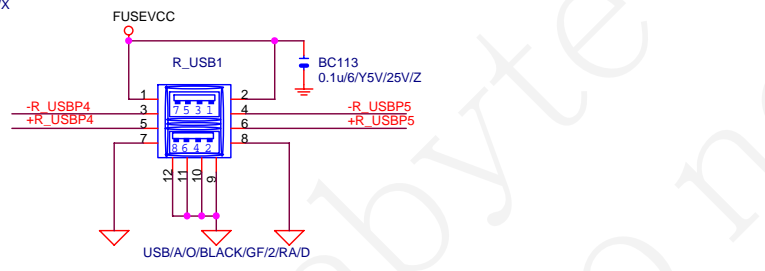 FUSEVCC
R_USB1
BC113
0.1u/6/Y5V/25V/Z
1
2
-R_USBP4
3
7 5 3 1
4
-R_USBP5
+R_USBP4
5
6
+R_USBP5
7
8 6 4 2
8
12
11
10
9
USB/A/O/BLACK/GF/2/RA/D